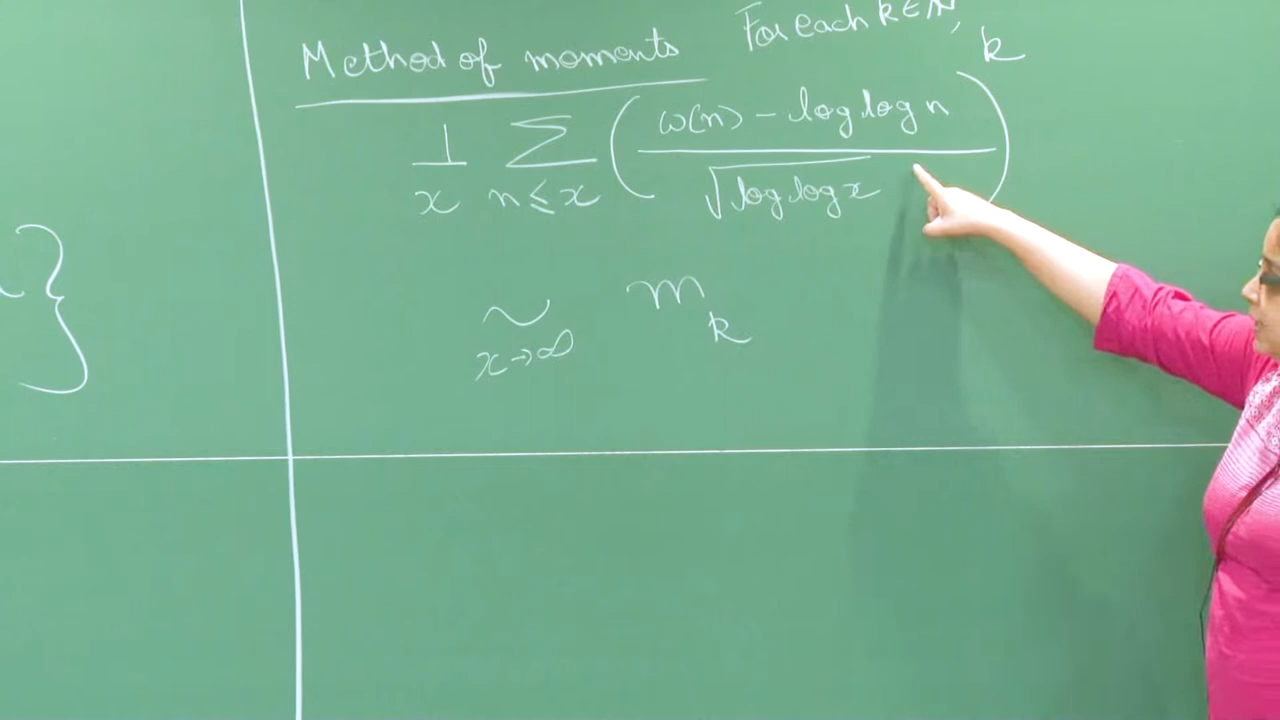 Method of moments For each k ∈ N,
1/x ∑_{n ≤ x} ( (ω(n) - log log n) / √(log log x) )^k
∼_{x→∞} m_k
}